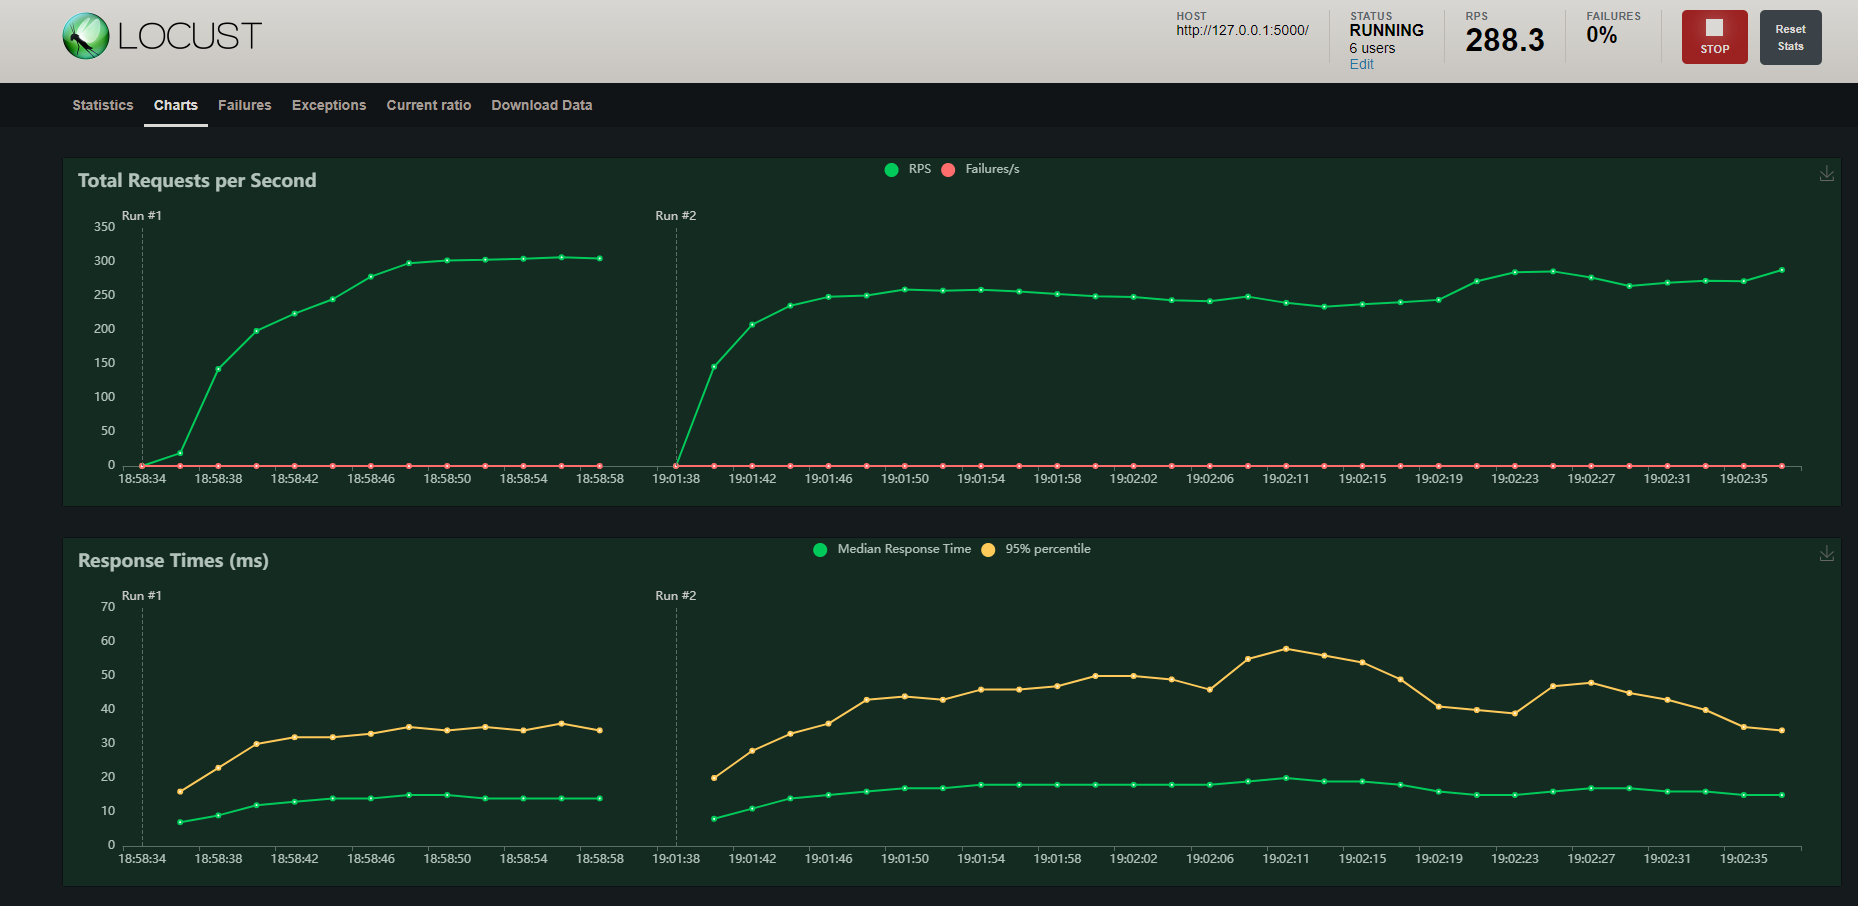 LOCUST
HOST
http://127.0.0.1:5000/
STATUS
RUNNING
6 users
Edit
RPS
288.3
FAILURES
0%
STOP
Reset
Stats
Statistics Charts Failures Exceptions Current ratio Download Data
Total Requests per Second
RPS Failures/s
Run #1 Run #2
350
300
250
200
150
100
50
0
18:58:34 18:58:38 18:58:42 18:58:46 18:58:50 18:58:54 18:58:58 19:01:38 19:01:42 19:01:46 19:01:50 19:01:54 19:01:58 19:02:02 19:02:06 19:02:11 19:02:15 19:02:19 19:02:23 19:02:27 19:02:31 19:02:35
Response Times (ms)
Median Response Time 95% percentile
Run #1 Run #2
70
60
50
40
30
20
10
0
18:58:34 18:58:38 18:58:42 18:58:46 18:58:50 18:58:54 18:58:58 19:01:38 19:01:42 19:01:46 19:01:50 19:01:54 19:01:58 19:02:02 19:02:06 19:02:11 19:02:15 19:02:19 19:02:23 19:02:27 19:02:31 19:02:35